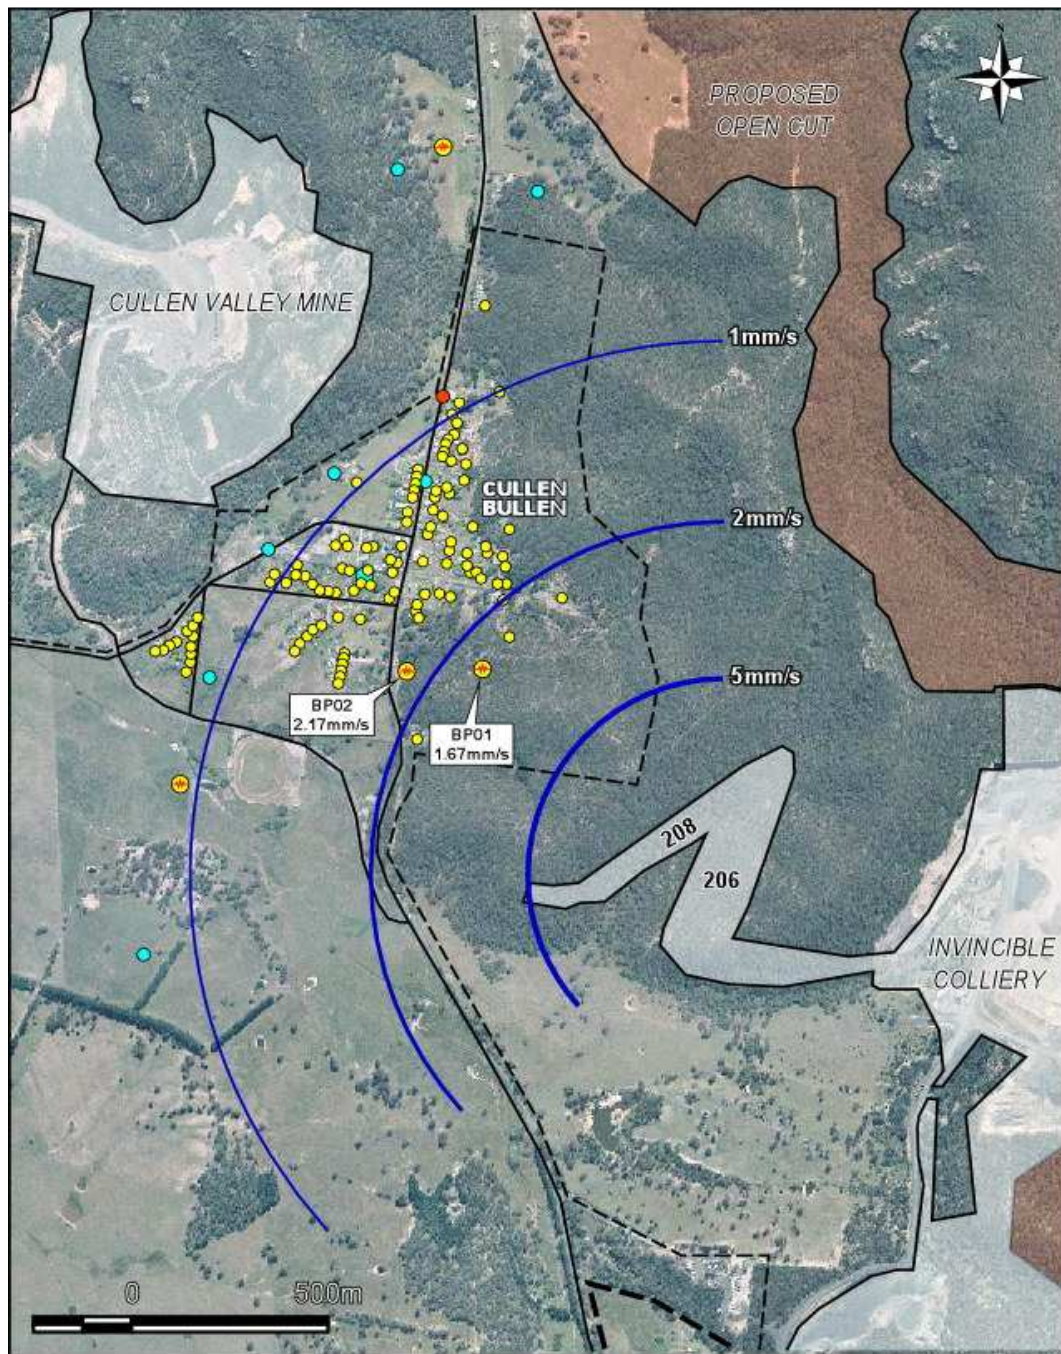 N
PROPOSED
OPEN CUT
CULLEN VALLEY MINE
1mm/s
CULLEN
BULLEN
2mm/s
5mm/s
BP02
2.17mm/s
BP01
1.67mm/s
208
206
INVINCIBLE
COLLIERY
0 500m